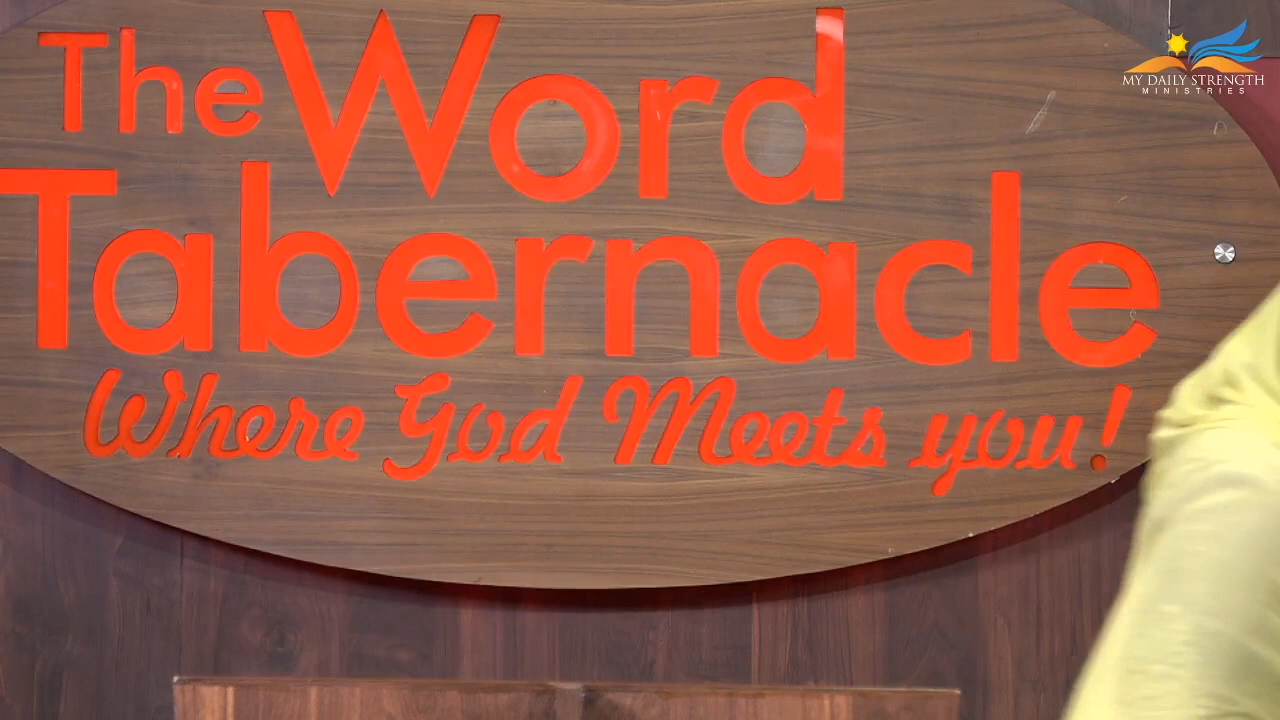 The Word
Tabernacle
Where God Meets you!
MY DAILY STRENGTH
MINISTRIES